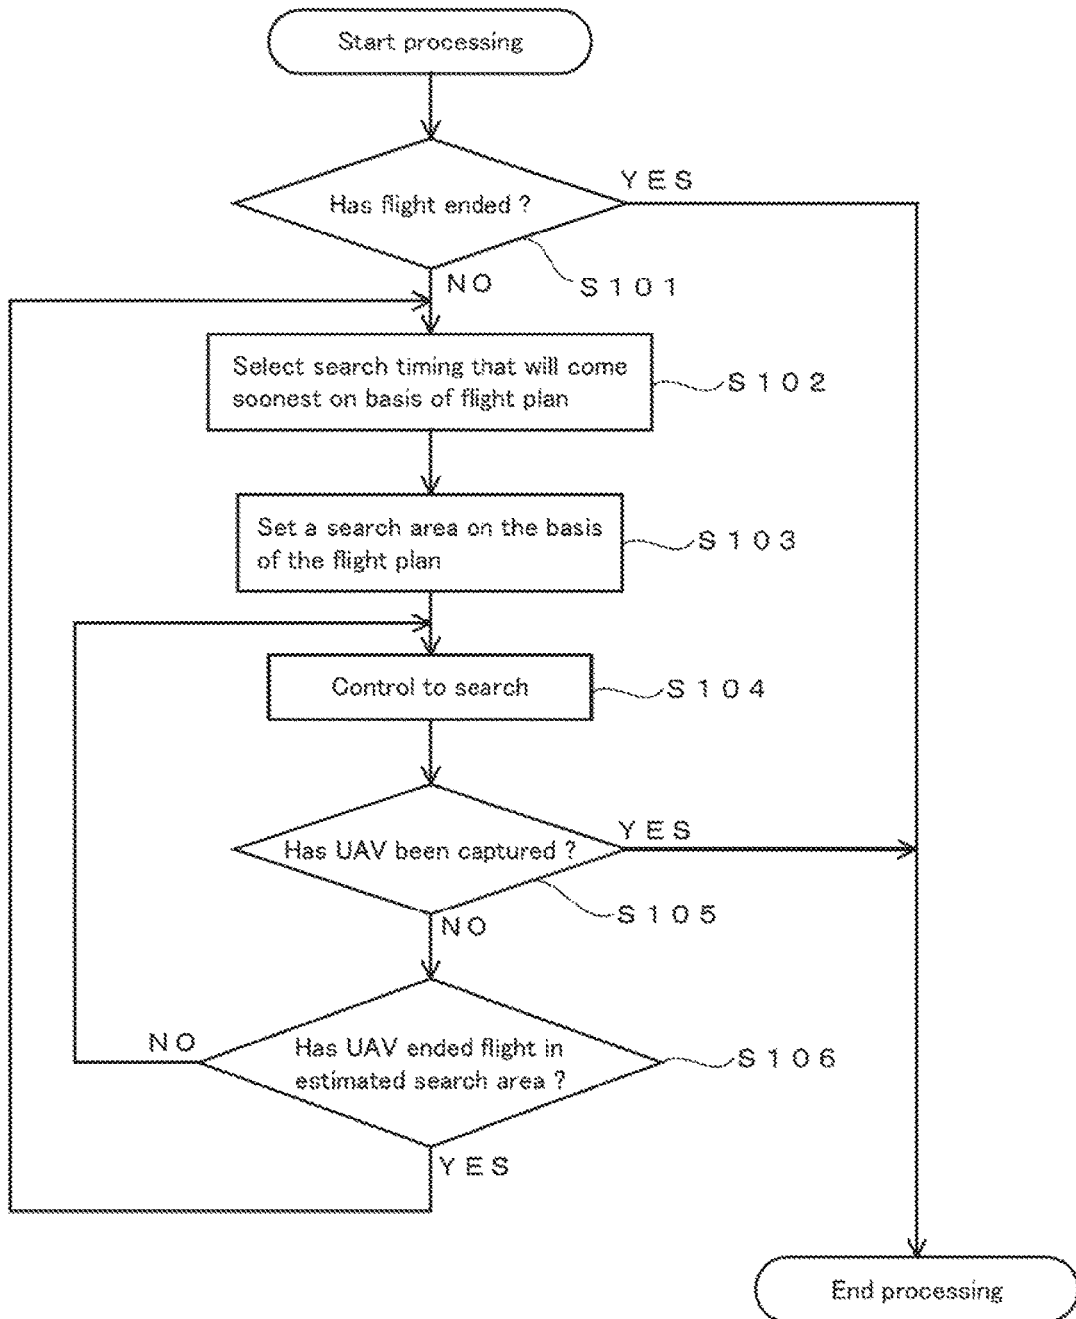 Start processing
Has flight ended ?
YES
NO
S101
Select search timing that will come
soonest on basis of flight plan
S102
Set a search area on the basis
of the flight plan
S103
Control to search
S104
Has UAV been captured ?
YES
S105
NO
Has UAV ended flight in
estimated search area ?
NO
S106
YES
End processing